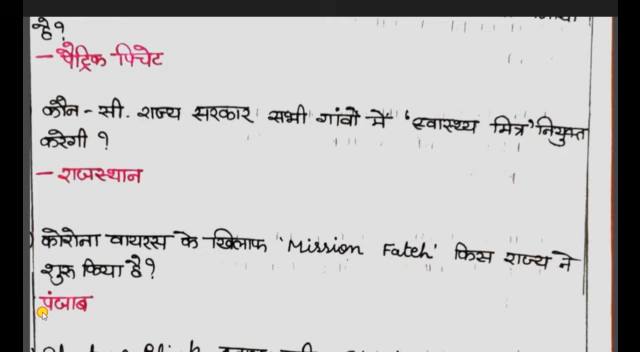 है?
- पैट्रिक पिचेट
कौन - सी. राज्य सरकार सभी गांवों में 'स्वास्थ्य मित्र' नियुक्त
करेगी ?
- राजस्थान
कोरोना वायरस के खिलाफ 'Mission Fateh' किस राज्य ने
शुरू किया है?
पंजाब